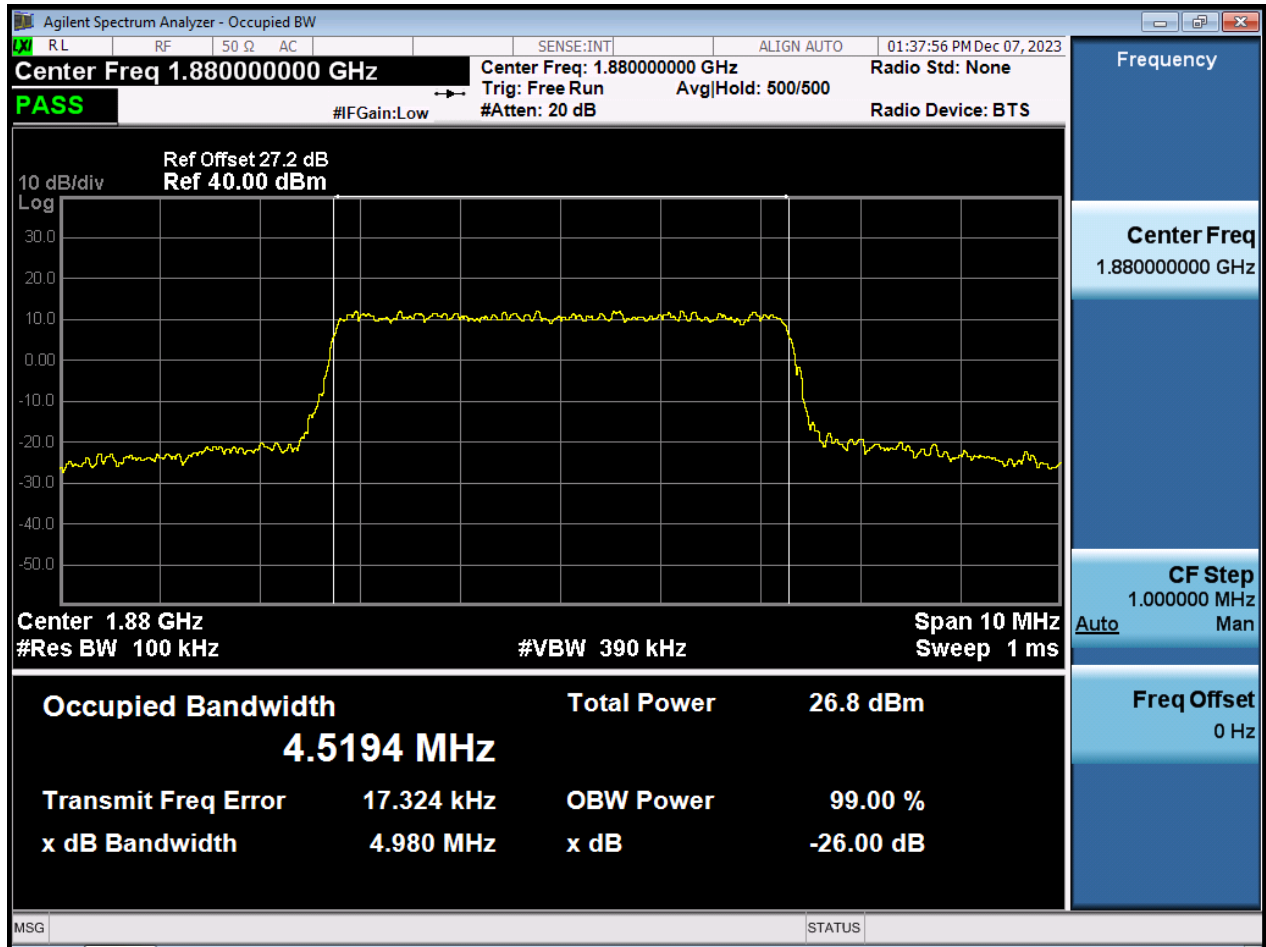 Agilent Spectrum Analyzer - Occupied BW
LXI RL RF 50 Ω AC SENSE:INT ALIGN AUTO 01:37:56 PM Dec 07, 2023
Center Freq 1.880000000 GHz
PASS
#IFGain:Low
Center Freq: 1.880000000 GHz
Trig: Free Run Avg|Hold: 500/500
#Atten: 20 dB
Radio Std: None
Radio Device: BTS
Ref Offset 27.2 dB
10 dB/div Ref 40.00 dBm
Log
30.0
20.0
10.0
0.00
-10.0
-20.0
-30.0
-40.0
-50.0
Center 1.88 GHz Span 10 MHz
#Res BW 100 kHz #VBW 390 kHz Sweep 1 ms
Occupied Bandwidth Total Power 26.8 dBm
4.5194 MHz
Transmit Freq Error 17.324 kHz OBW Power 99.00 %
x dB Bandwidth 4.980 MHz x dB -26.00 dB
MSG STATUS
Frequency
Center Freq
1.880000000 GHz
CF Step
1.000000 MHz
Auto Man
Freq Offset
0 Hz